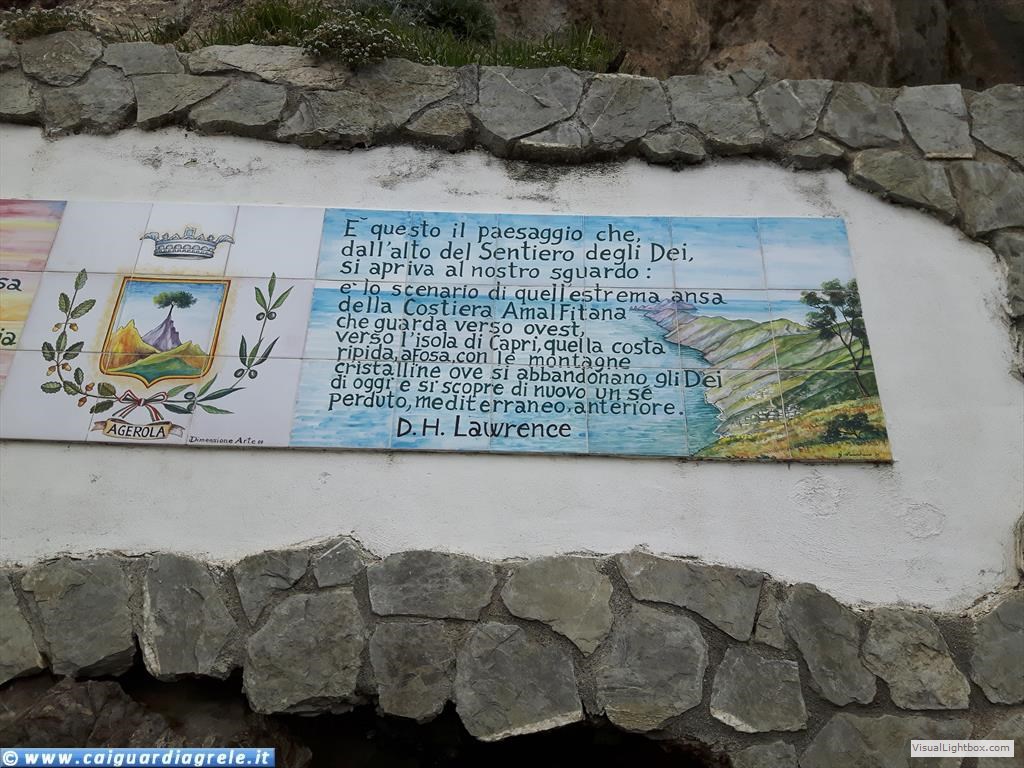 sa
ia
AGEROLA
Dimensione Arte
E' questo il paesaggio che,
dall'alto del Sentiero degli Dei,
si apriva al nostro sguardo:
e lo scenario di quell'estrema ansa
della Costiera Amalfitana
che guarda verso ovest,
verso l'isola di Capri, quella costa
ripida, afosa, con le montagne
cristalline ove si abbandonano gli Dei
di oggi e si scopre di nuovo un sé
perduto, mediterraneo, anteriore.
D. H. Lawrence
www.caiguardiagrele.it
VisualLightbox.com